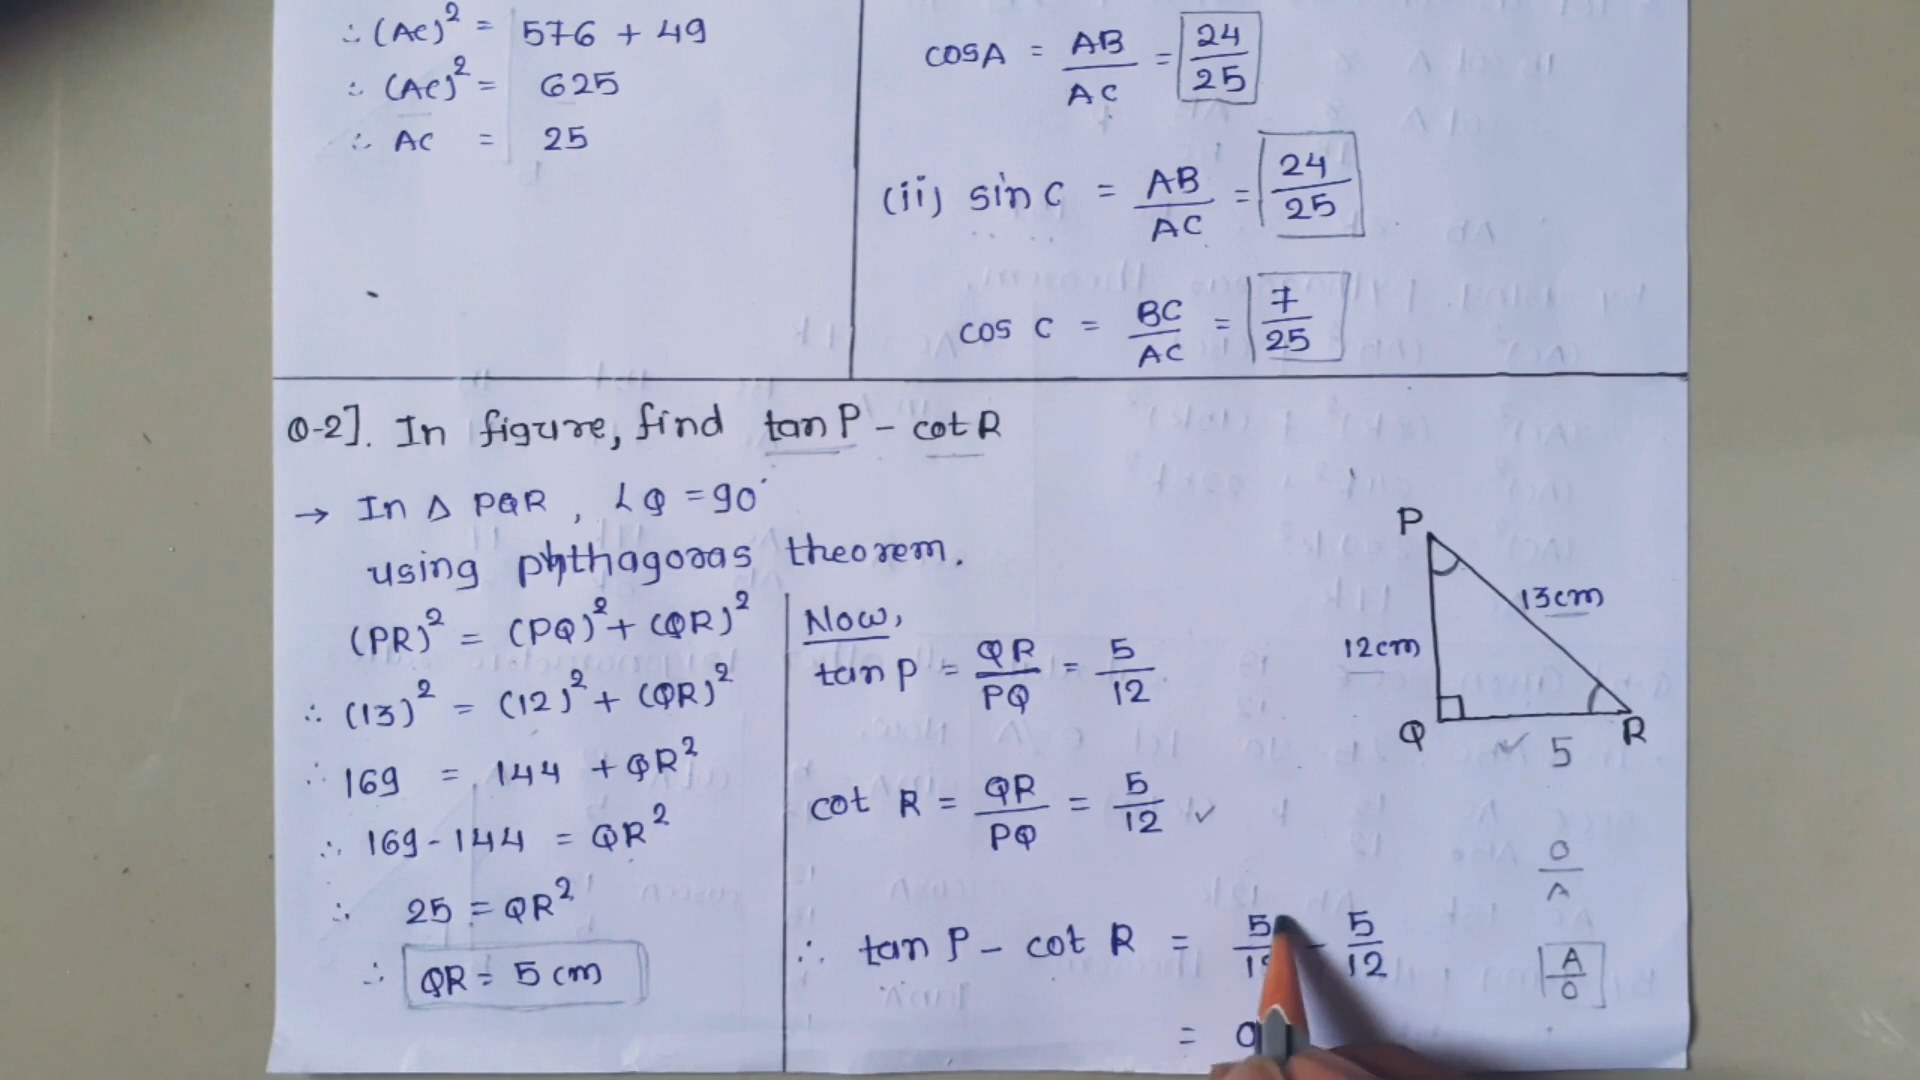 ∴ (AC)² = 576 + 49
∴ (AC)² = 625
∴ AC = 25
cosA = AB/AC = 24/25
(ii) sin C = AB/AC = 24/25
cos C = BC/AC = 7/25
Q-2]. In figure, find tan P - cot R
→ In △ PQR, ∠Q = 90°
using phthagoras theorem.
(PR)² = (PQ)² + (QR)²
∴ (13)² = (12)² + (QR)²
∴ 169 = 144 + QR²
∴ 169 - 144 = QR²
∴ 25 = QR²
∴ QR = 5 cm
Now,
tan P = QR/PQ = 5/12
cot R = QR/PQ = 5/12 ✓
∴ tan P - cot R = 5/12 - 5/12
= 0
P
13cm
12cm
Q
✓ 5
R
O/A
A/O